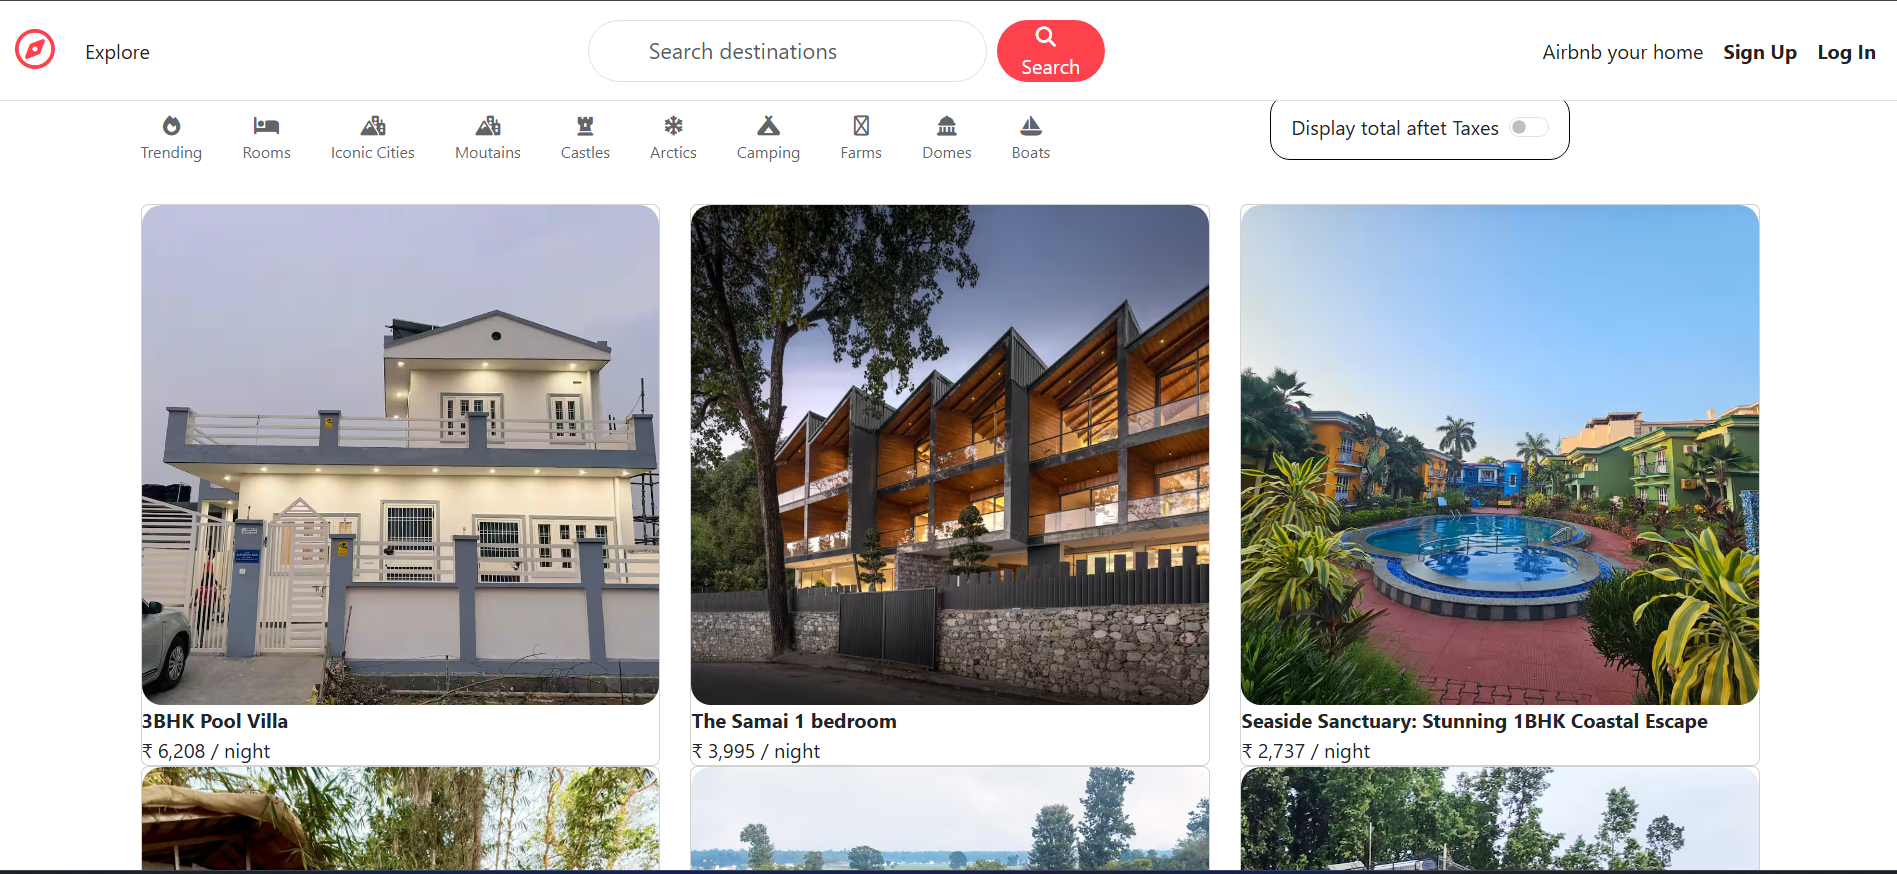 Explore
Search destinations
Search
Airbnb your home Sign Up Log In
Trending Rooms Iconic Cities Moutains Castles Arctics Camping Farms Domes Boats
Display total aftet Taxes
3BHK Pool Villa
₹ 6,208 / night
The Samai 1 bedroom
₹ 3,995 / night
Seaside Sanctuary: Stunning 1BHK Coastal Escape
₹ 2,737 / night